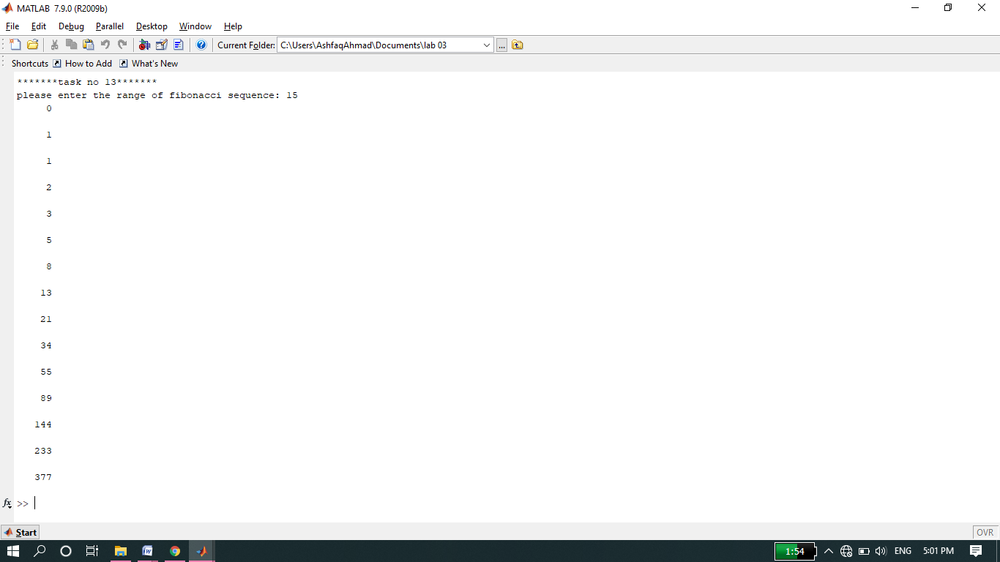 MATLAB 7.9.0 (R2009b)
File Edit Debug Parallel Desktop Window Help
Current Folder: C:\Users\AshfaqAhmad\Documents\lab 03 ...
Shortcuts How to Add What's New
*******task no 13*******
please enter the range of fibonacci sequence: 15
0
1
1
2
3
5
8
13
21
34
55
89
144
233
377
fx >>
Start OVR
1:54 ENG 5:01 PM